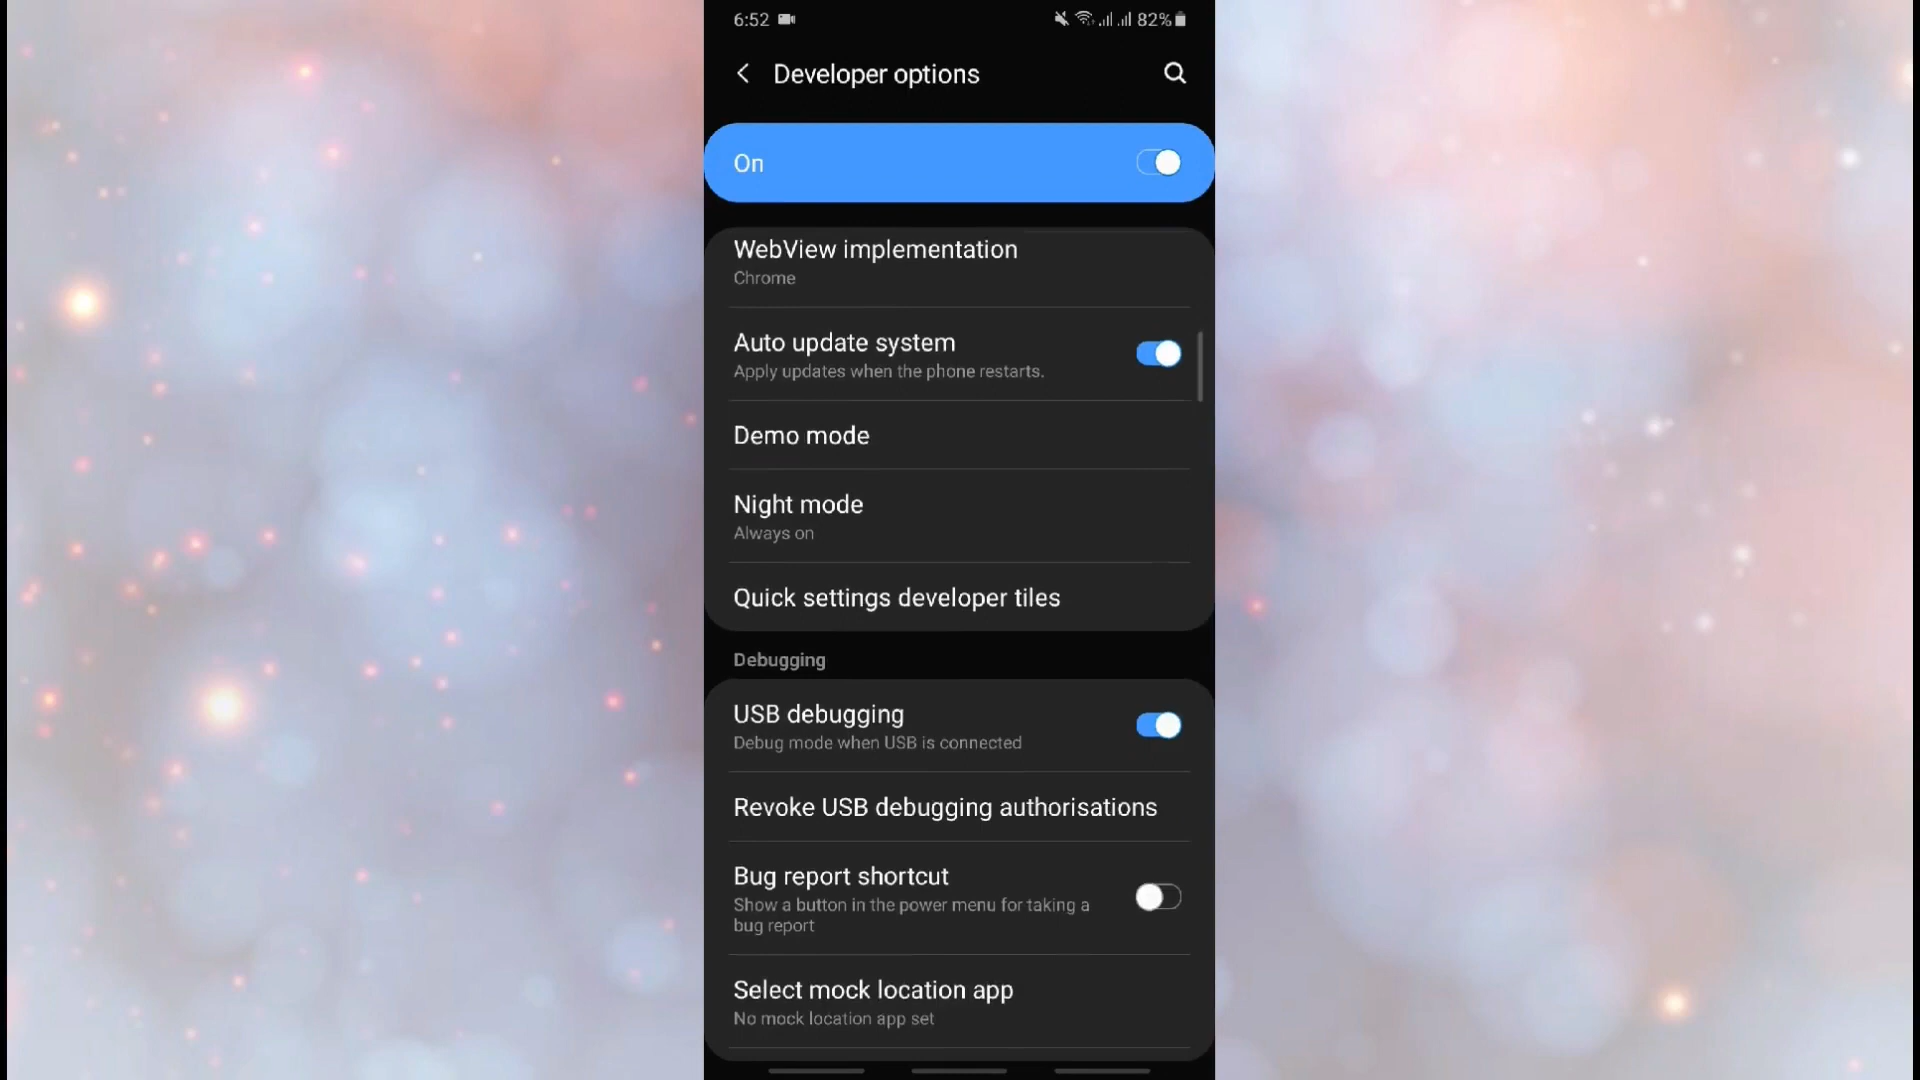 6:52 82%
Developer options
On
WebView implementation
Chrome
Auto update system
Apply updates when the phone restarts.
Demo mode
Night mode
Always on
Quick settings developer tiles
Debugging
USB debugging
Debug mode when USB is connected
Revoke USB debugging authorisations
Bug report shortcut
Show a button in the power menu for taking a
bug report
Select mock location app
No mock location app set